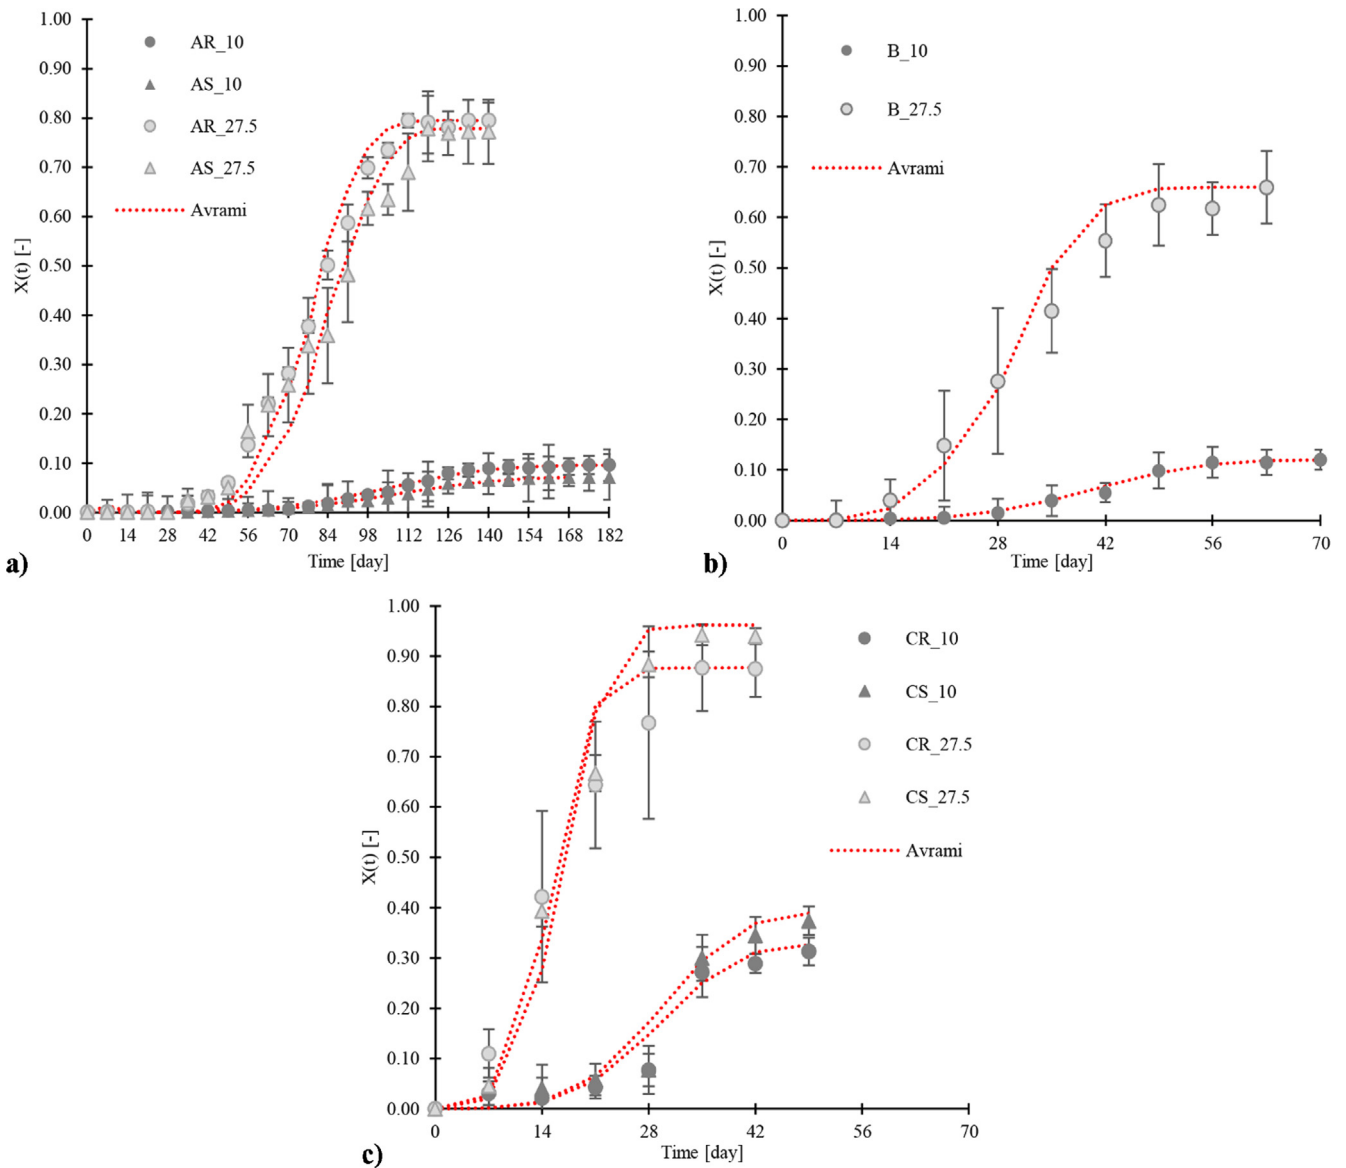 1.00
0.90
0.80
0.70
0.60
0.50
0.40
0.30
0.20
0.10
0.00
X(t) [-]
AR_10
AS_10
AR_27.5
AS_27.5
Avrami
0 14 28 42 56 70 84 98 112 126 140 154 168 182
Time [day]
a)
1.00
0.90
0.80
0.70
0.60
0.50
0.40
0.30
0.20
0.10
0.00
X(t) [-]
B_10
B_27.5
Avrami
0 14 28 42 56 70
Time [day]
b)
1.00
0.90
0.80
0.70
0.60
0.50
0.40
0.30
0.20
0.10
0.00
X(t) [-]
CR_10
CS_10
CR_27.5
CS_27.5
Avrami
0 14 28 42 56 70
Time [day]
c)